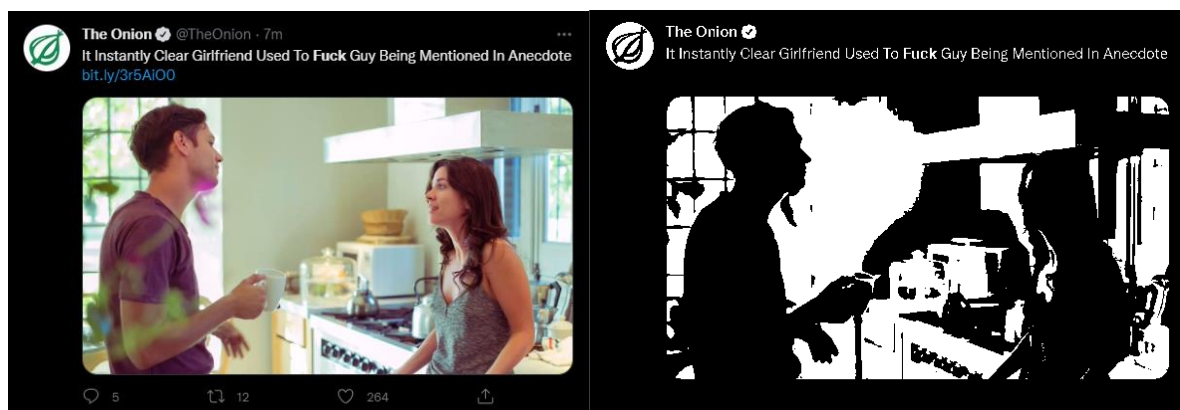 The Onion @TheOnion · 7m
It Instantly Clear Girlfriend Used To Fuck Guy Being Mentioned In Anecdote
bit.ly/3r5AiO0
5 12 264
The Onion
It Instantly Clear Girlfriend Used To Fuck Guy Being Mentioned In Anecdote